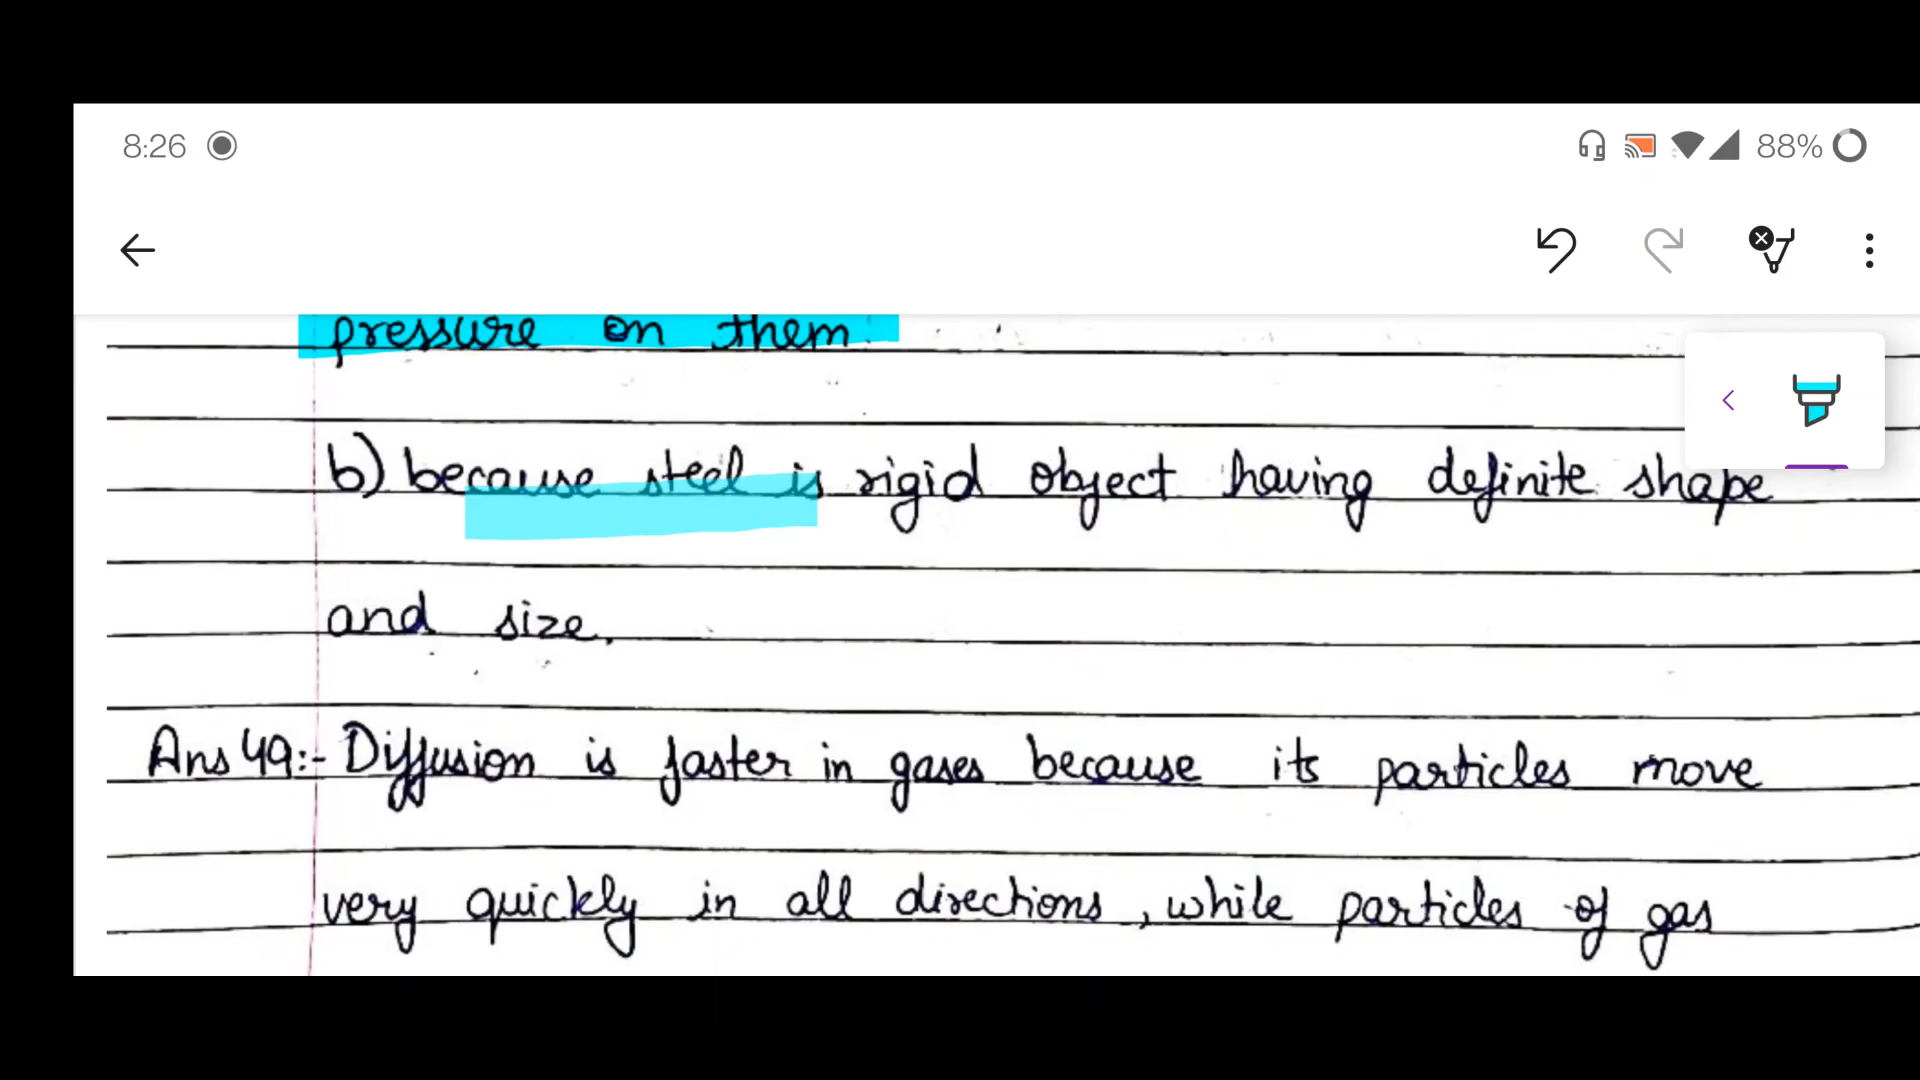 8:26 88%
pressure on them.
b) because steel is rigid object having definite shape
and size.
Ans 49:- Diffusion is faster in gases because its particles move
very quickly in all directions, while particles of gas